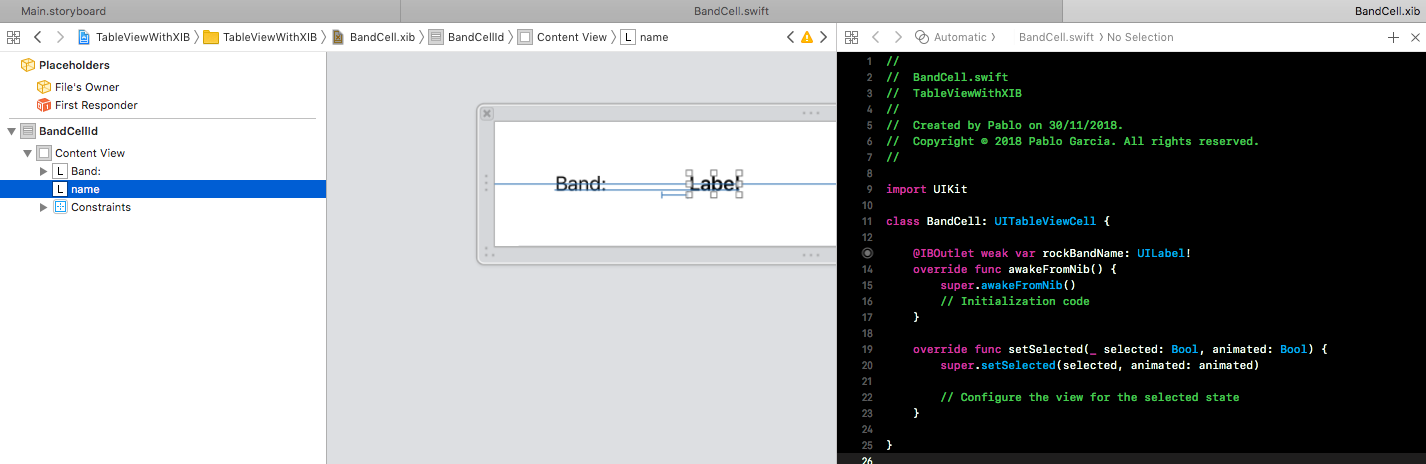 Main.storyboard
BandCell.swift
BandCell.xib
TableViewWithXIB
TableViewWithXIB
BandCell.xib
BandCellId
Content View
L name
Automatic
BandCell.swift
No Selection
Placeholders
File's Owner
First Responder
BandCellId
Content View
L Band:
L name
Constraints
Band:
Label
1 //
2 //  BandCell.swift
3 //  TableViewWithXIB
4 //
5 //  Created by Pablo on 30/11/2018.
6 //  Copyright © 2018 Pablo Garcia. All rights reserved.
7 //
8
9 import UIKit
10
11 class BandCell: UITableViewCell {
12
@IBOutlet weak var rockBandName: UILabel!
14 override func awakeFromNib() {
15 super.awakeFromNib()
16 // Initialization code
17 }
18
19 override func setSelected(_ selected: Bool, animated: Bool) {
20 super.setSelected(selected, animated: animated)
21
22 // Configure the view for the selected state
23 }
24
25 }
26